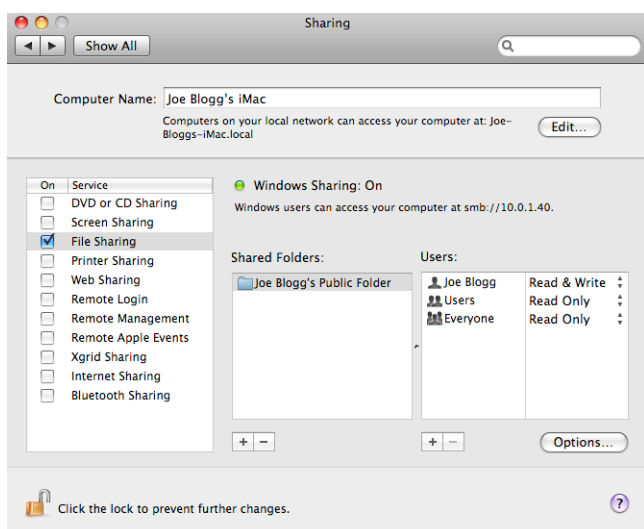 Sharing
Show All
Computer Name: Joe Blogg's iMac
Computers on your local network can access your computer at: Joe-
Bloggs-iMac.local
Edit...
On Service
DVD or CD Sharing
Screen Sharing
File Sharing
Printer Sharing
Web Sharing
Remote Login
Remote Management
Remote Apple Events
Xgrid Sharing
Internet Sharing
Bluetooth Sharing
Windows Sharing: On
Windows users can access your computer at smb://10.0.1.40.
Shared Folders:
Joe Blogg's Public Folder
Users:
Joe Blogg Read & Write
Users Read Only
Everyone Read Only
+ −
+ −
Options...
Click the lock to prevent further changes.
?